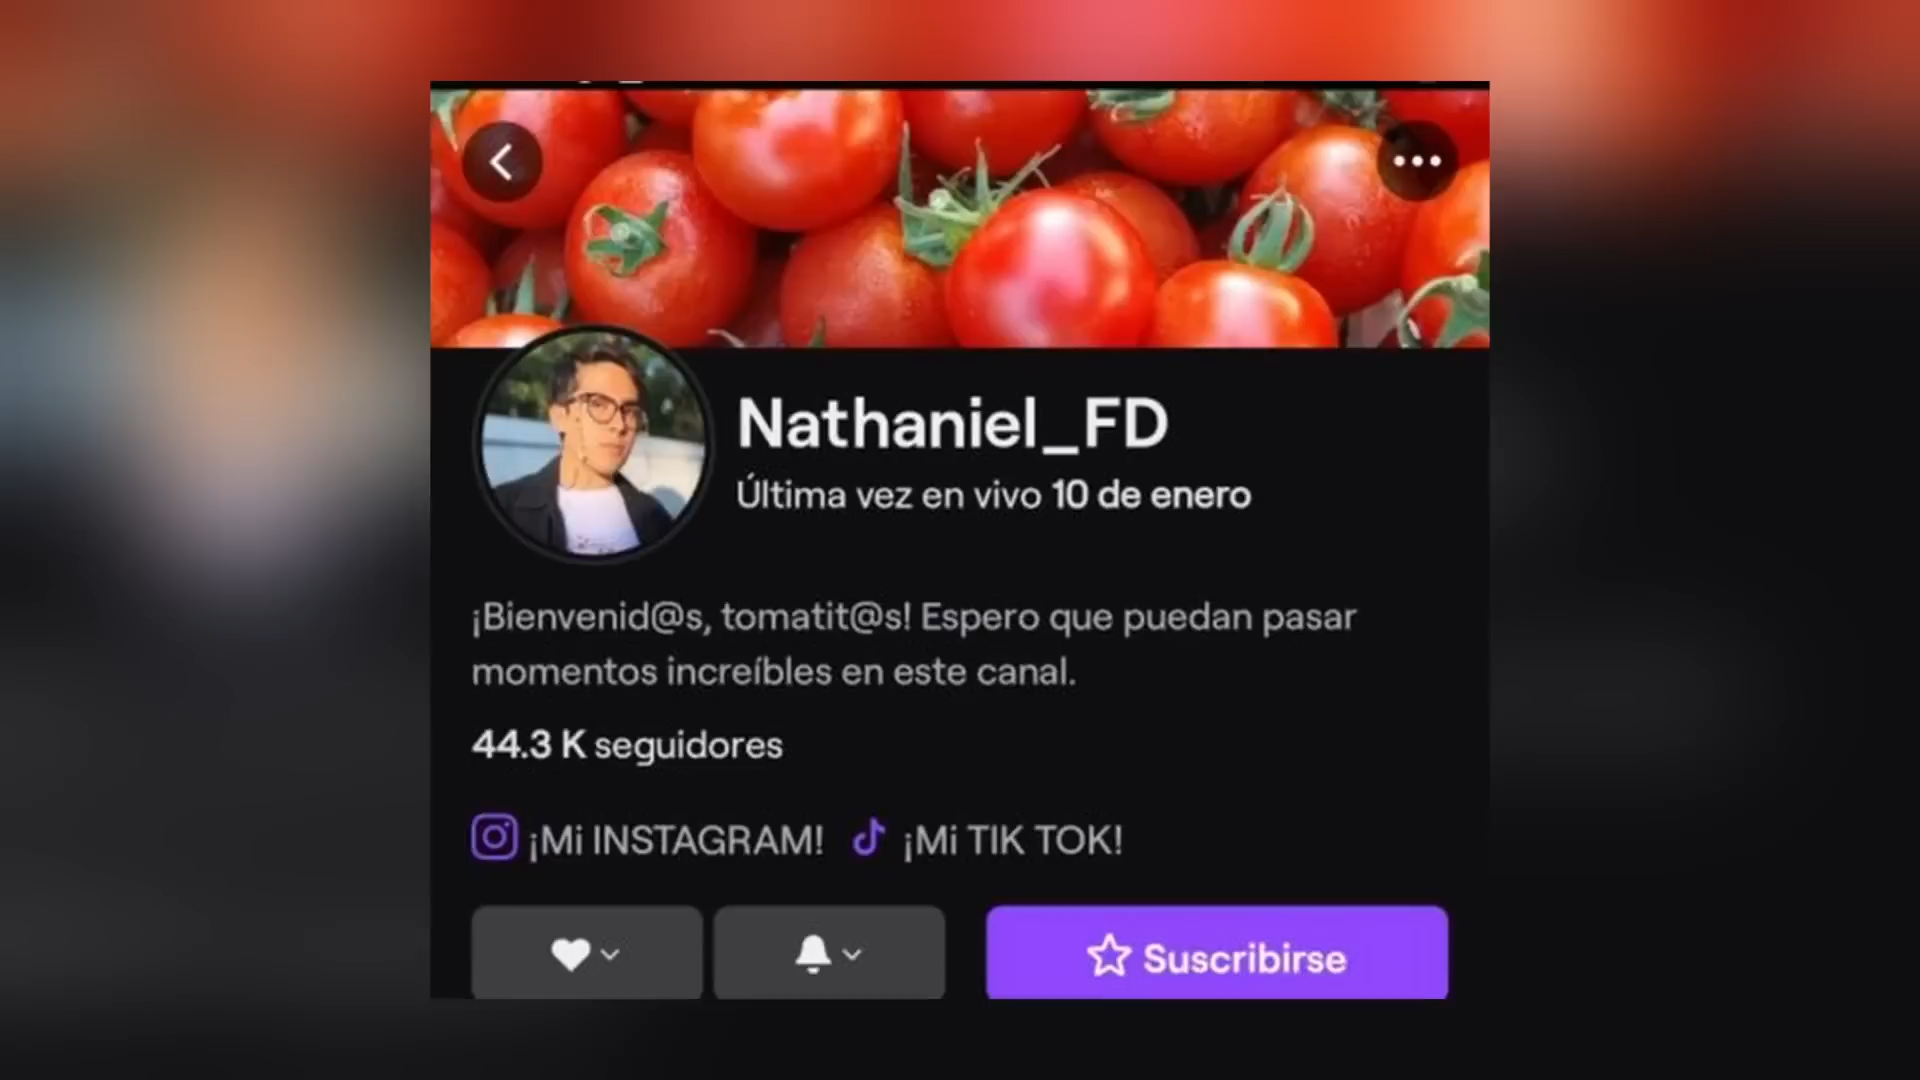 Nathaniel_FD
Última vez en vivo 10 de enero
¡Bienvenid@s, tomatit@s! Espero que puedan pasar
momentos increíbles en este canal.
44.3 K seguidores
¡Mi INSTAGRAM! ¡Mi TIK TOK!
Suscribirse